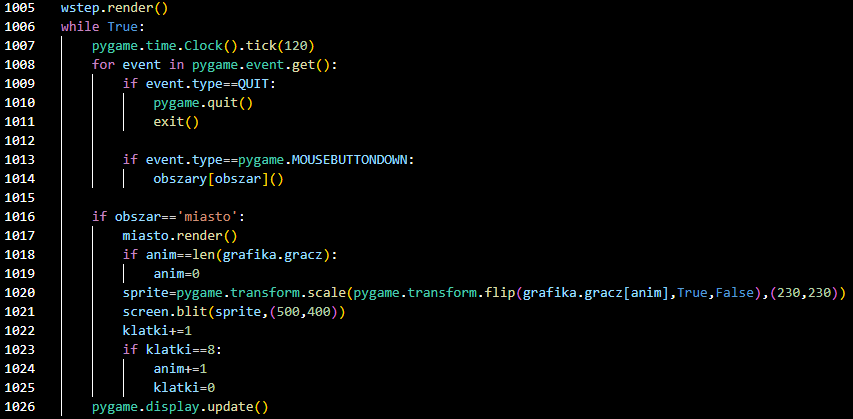 1005 wstep.render()
1006 while True:
1007     pygame.time.Clock().tick(120)
1008     for event in pygame.event.get():
1009         if event.type==QUIT:
1010             pygame.quit()
1011             exit()
1012
1013         if event.type==pygame.MOUSEBUTTONDOWN:
1014             obszary[obszar]()
1015
1016     if obszar=='miasto':
1017         miasto.render()
1018         if anim==len(grafika.gracz):
1019             anim=0
1020         sprite=pygame.transform.scale(pygame.transform.flip(grafika.gracz[anim],True,False),(230,230))
1021         screen.blit(sprite,(500,400))
1022         klatki+=1
1023         if klatki==8:
1024             anim+=1
1025             klatki=0
1026     pygame.display.update()